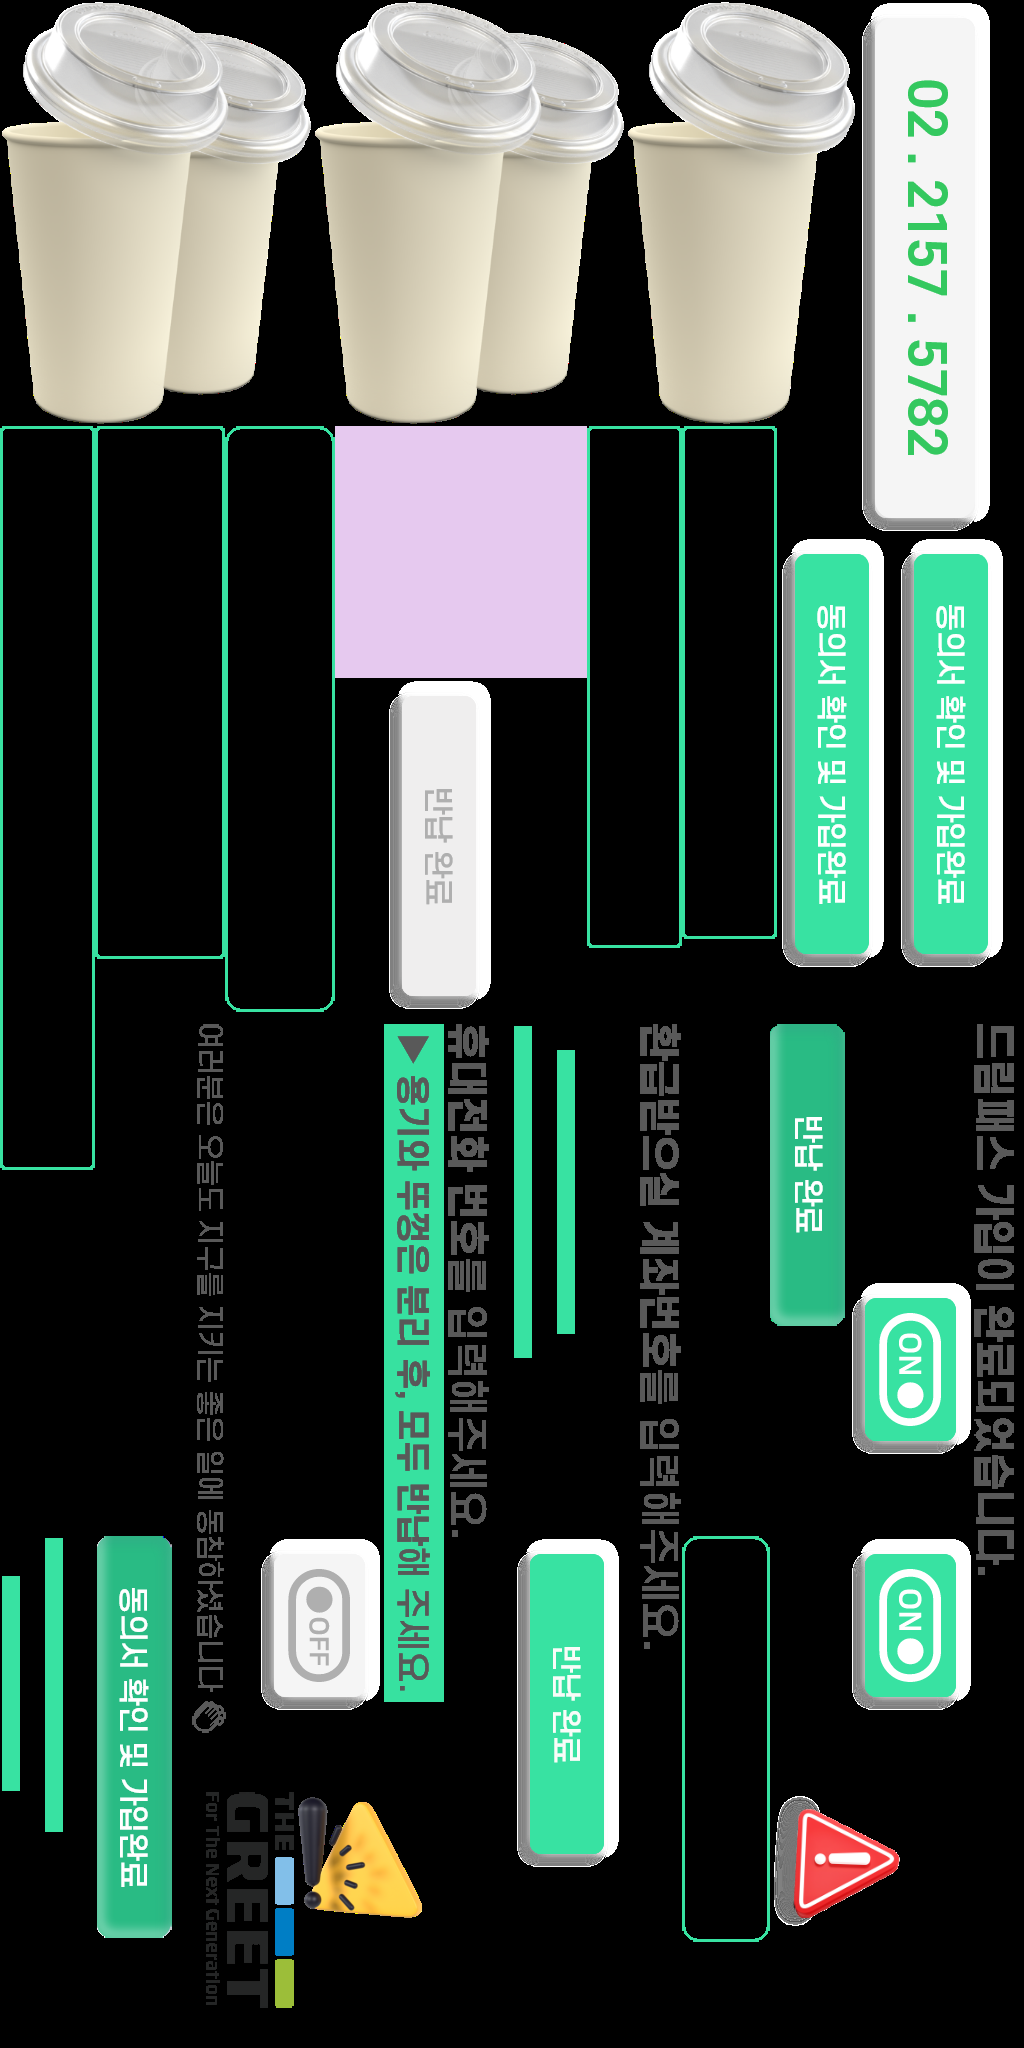 02 . 2157 . 5782
동의서 확인 및 가입완료
동의서 확인 및 가입완료
반납 완료
드림패스 가입이 완료되었습니다.
반납 완료
환급받으실 계좌번호를 입력해주세요.
휴대전화 번호를 입력해주세요.
▶ 용기와 뚜껑은 분리 후, 모두 반납해 주세요.
여러분은 오늘도 지구를 지키는 좋은 일에 동참하셨습니다
ON
ON
반납 완료
OFF
동의서 확인 및 가입완료
THE
GREET
For The Next Generation